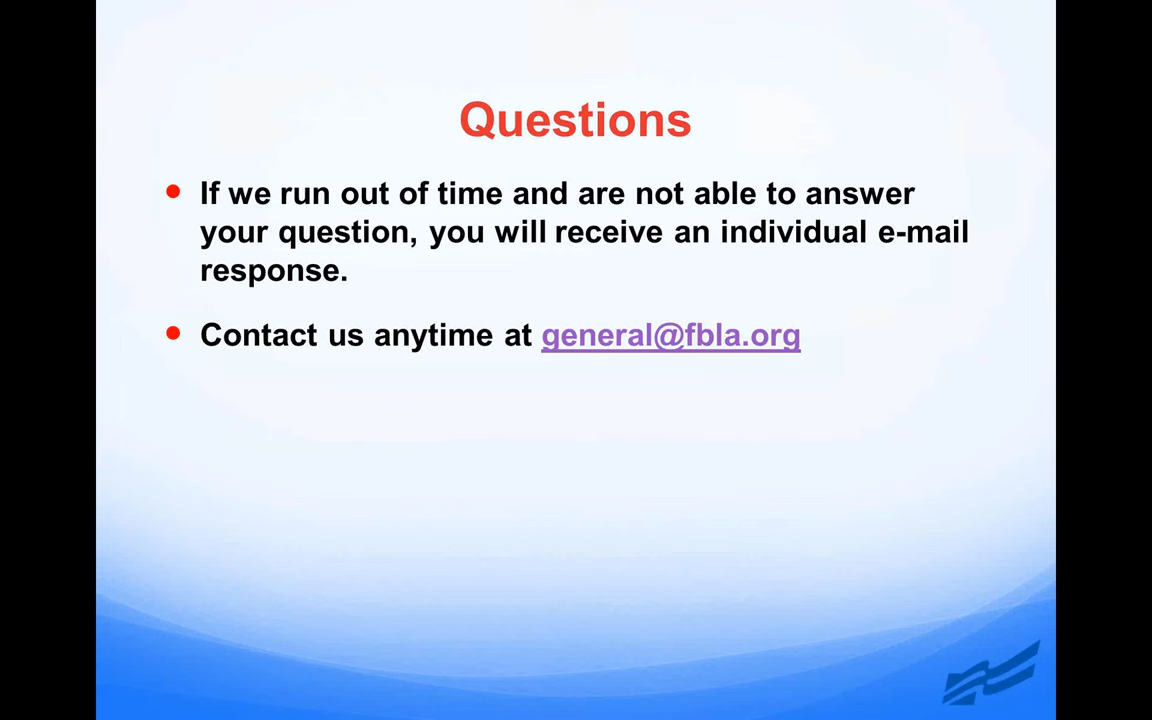 Questions
If we run out of time and are not able to answer
your question, you will receive an individual e-mail
response.
Contact us anytime at general@fbla.org